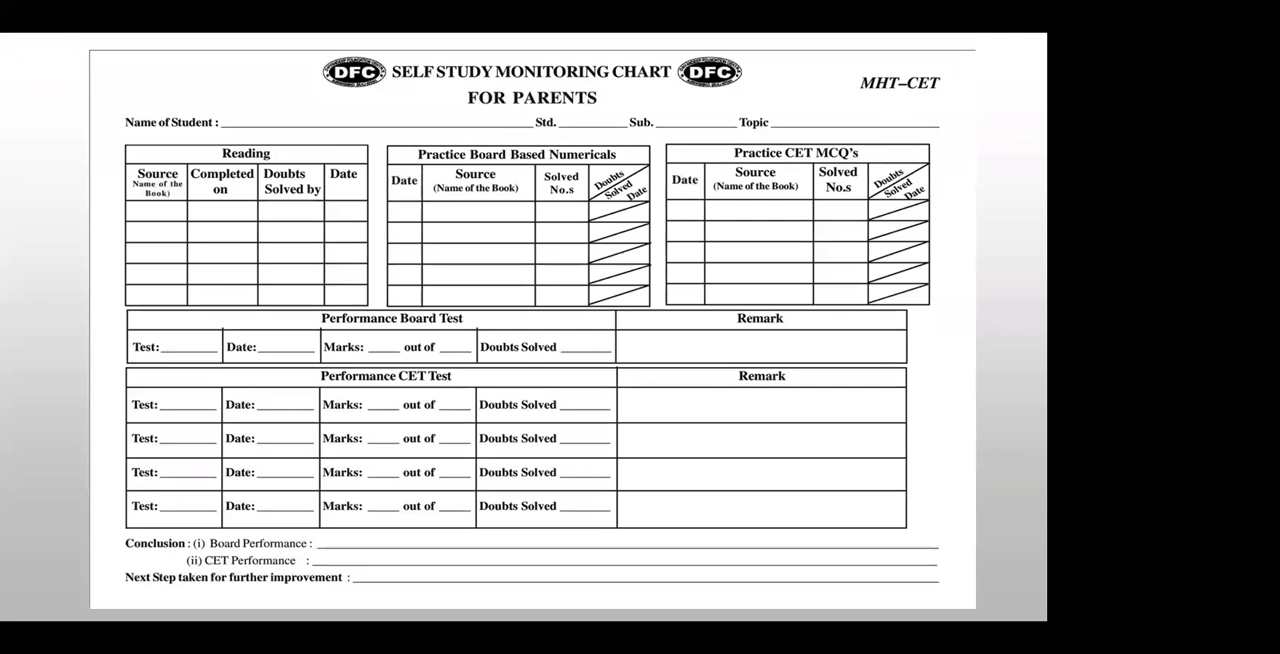 DFC SELF STUDY MONITORING CHART DFC
MHT–CET
FOR PARENTS
Name of Student : Std. Sub. Topic
Reading
Source Completed Doubts Date
Name of the on Solved by
Book)
Practice Board Based Numericals
Date Source Solved Doubts
(Name of the Book) No.s Solved
Date
Practice CET MCQ's
Date Source Solved Doubts
(Name of the Book) No.s Solved
Date
Performance Board Test Remark
Test: Date: Marks: out of Doubts Solved
Performance CET Test Remark
Test: Date: Marks: out of Doubts Solved
Test: Date: Marks: out of Doubts Solved
Test: Date: Marks: out of Doubts Solved
Test: Date: Marks: out of Doubts Solved
Conclusion : (i) Board Performance :
(ii) CET Performance :
Next Step taken for further improvement :